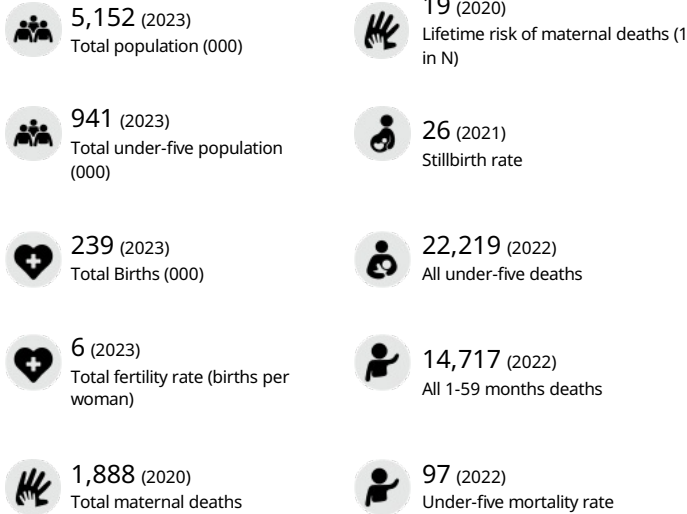 5,152 (2023)
Total population (000)
941 (2023)
Total under-five population
(000)
239 (2023)
Total Births (000)
6 (2023)
Total fertility rate (births per
woman)
1,888 (2020)
Total maternal deaths
19 (2020)
Lifetime risk of maternal deaths (1
in N)
26 (2021)
Stillbirth rate
22,219 (2022)
All under-five deaths
14,717 (2022)
All 1-59 months deaths
97 (2022)
Under-five mortality rate